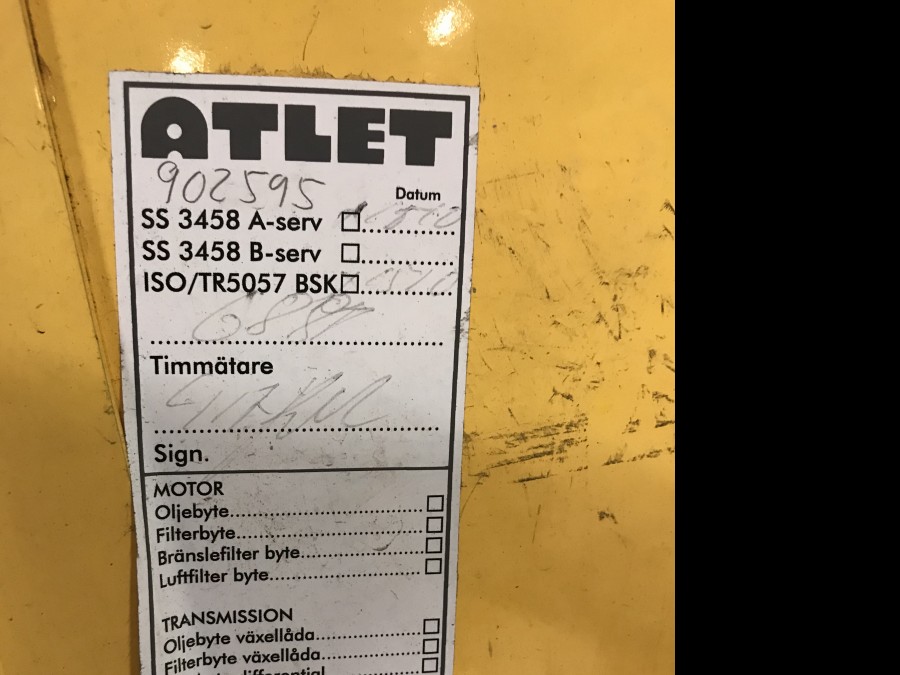 ATLET
902595
Datum
SS 3458 A-serv
SS 3458 B-serv
ISO/TR5057 BSK
Timmätare
Sign.
MOTOR
Oljebyte
Filterbyte
Bränslefilter byte
Luftfilter byte
TRANSMISSION
Oljebyte växellåda
Filterbyte växellåda
differential